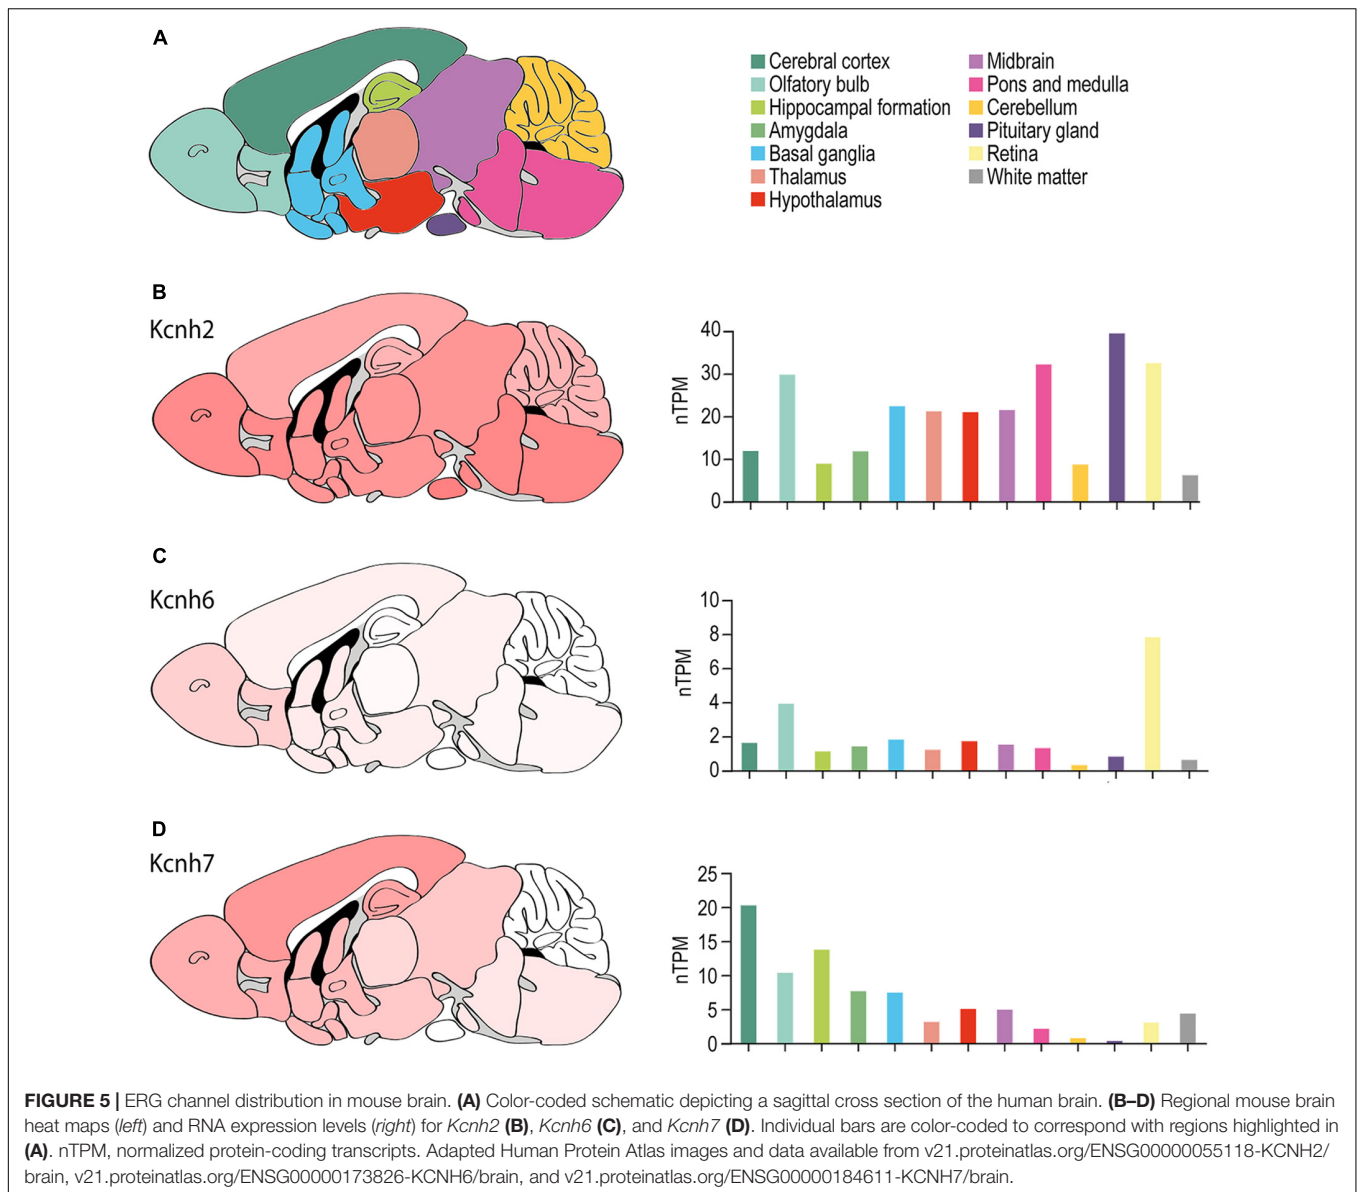 A
Cerebral cortex
Olfatory bulb
Hippocampal formation
Amygdala
Basal ganglia
Thalamus
Hypothalamus
Midbrain
Pons and medulla
Cerebellum
Pituitary gland
Retina
White matter
B
Kcnh2
40
30
20
10
0
nTPM
C
Kcnh6
10
8
6
4
2
0
nTPM
D
Kcnh7
25
20
15
10
5
0
nTPM
FIGURE 5 | ERG channel distribution in mouse brain. (A) Color-coded schematic depicting a sagittal cross section of the human brain. (B–D) Regional mouse brain
heat maps (left) and RNA expression levels (right) for Kcnh2 (B), Kcnh6 (C), and Kcnh7 (D). Individual bars are color-coded to correspond with regions highlighted in
(A). nTPM, normalized protein-coding transcripts. Adapted Human Protein Atlas images and data available from v21.proteinatlas.org/ENSG00000055118-KCNH2/
brain, v21.proteinatlas.org/ENSG00000173826-KCNH6/brain, and v21.proteinatlas.org/ENSG00000184611-KCNH7/brain.